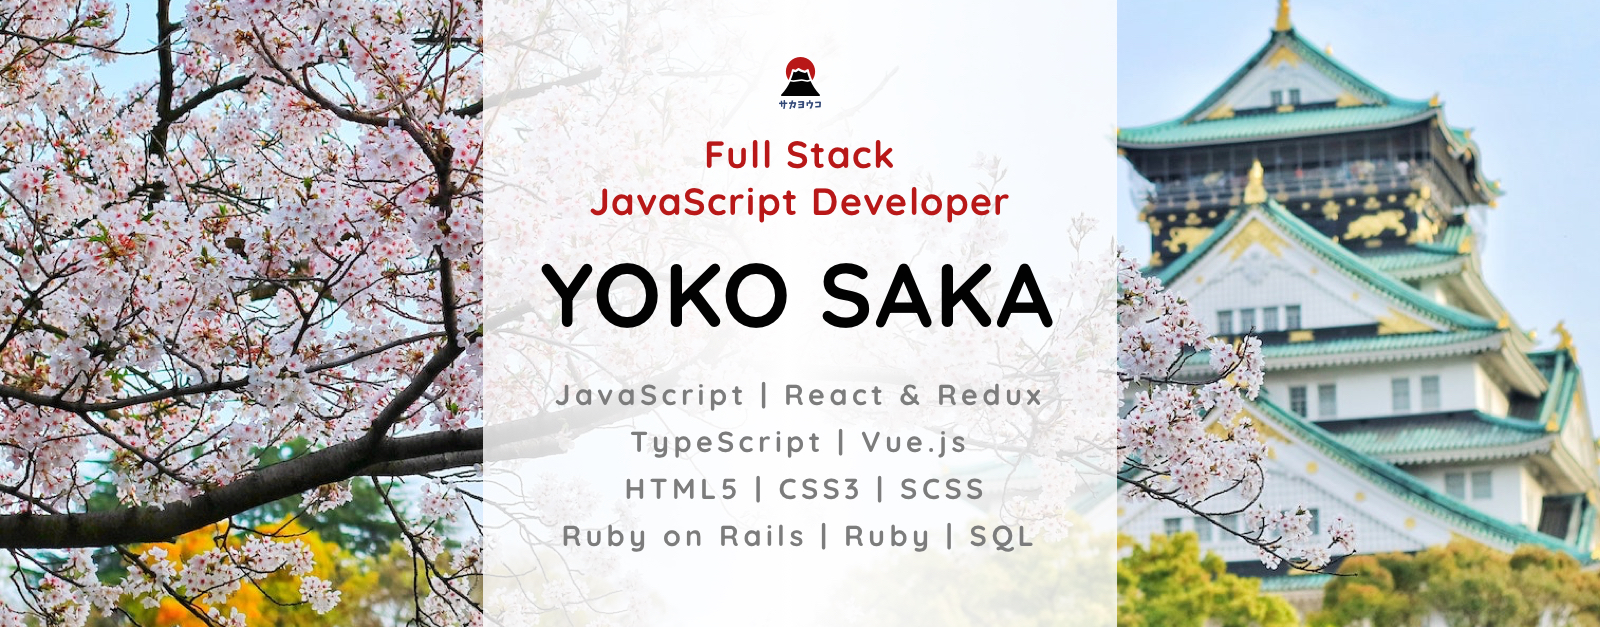 サカヨウコ
Full Stack
JavaScript Developer
YOKO SAKA
JavaScript | React & Redux
TypeScript | Vue.js
HTML5 | CSS3 | SCSS
Ruby on Rails | Ruby | SQL